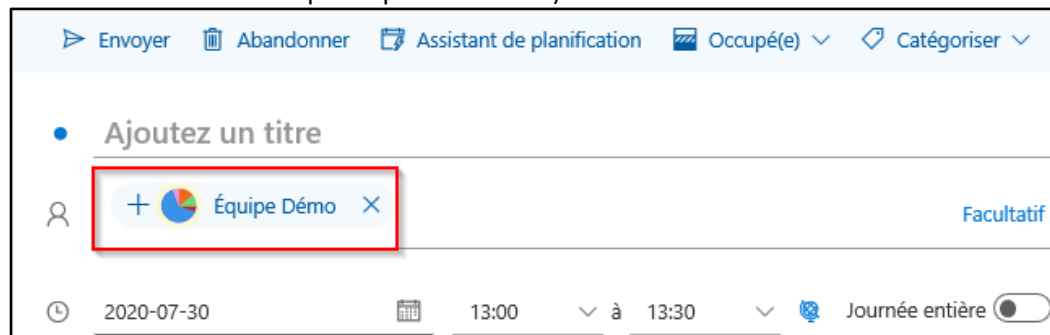 Envoyer Abandonner Assistant de planification Occupé(e) Catégoriser
Ajoutez un titre
Équipe Démo
Facultatif
2020-07-30 13:00 à 13:30 Journée entière